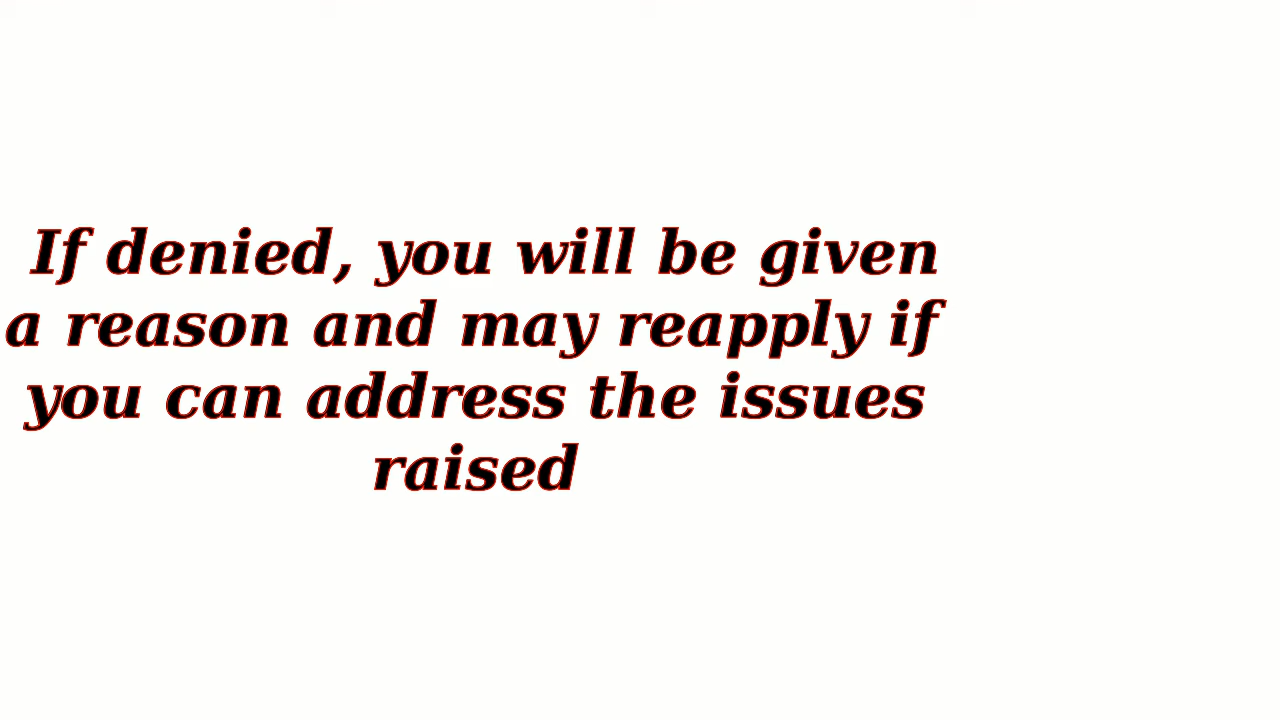 If denied, you will be given
a reason and may reapply if
you can address the issues
raised